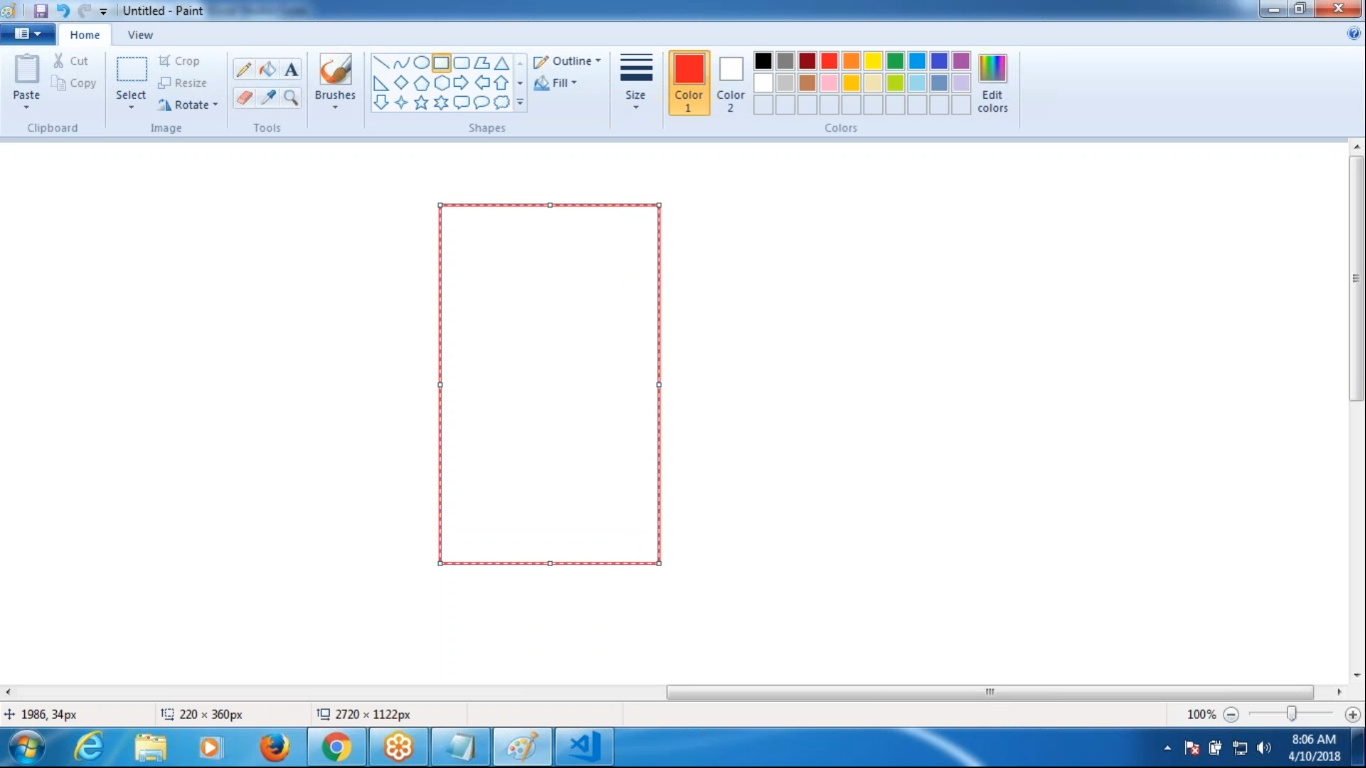 Untitled - Paint
Home View
Paste
Cut
Copy
Clipboard
Select
Crop
Resize
Rotate
Image
A
Tools
Brushes
Outline
Fill
Shapes
Size
Color
1
Color
2
Edit
colors
Colors
1986, 34px
220 × 360px
2720 × 1122px
100%
8:06 AM
4/10/2018